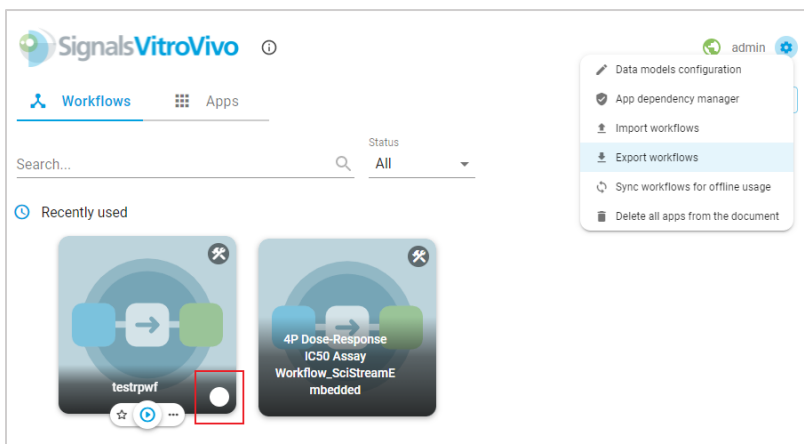 SignalsVitroVivo
admin
Data models configuration
App dependency manager
Import workflows
Export workflows
Sync workflows for offline usage
Delete all apps from the document
Workflows
Apps
Status
Search...
All
Recently used
4P Dose-Response
IC50 Assay
Workflow_SciStreamE
mbedded
testrpwf